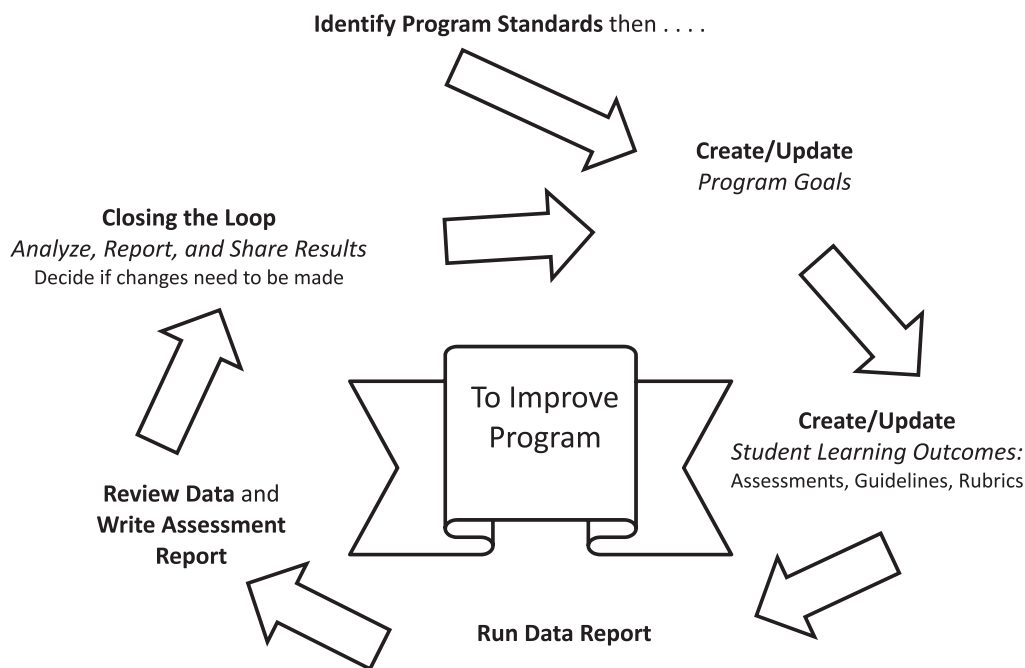 Identify Program Standards then . . . .
Create/Update
Program Goals
Create/Update
Student Learning Outcomes:
Assessments, Guidelines, Rubrics
Run Data Report
Review Data and
Write Assessment
Report
Closing the Loop
Analyze, Report, and Share Results
Decide if changes need to be made
To Improve
Program